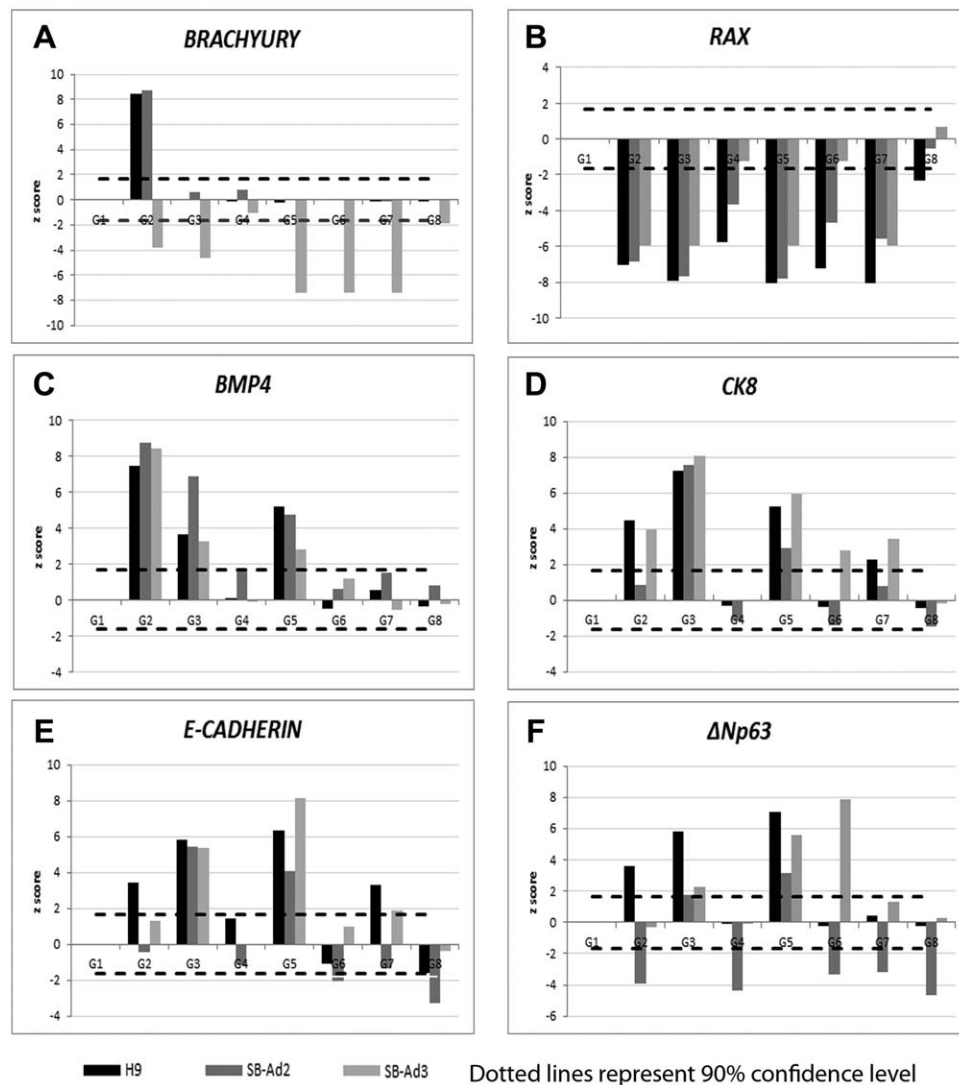 A
BRACHYURY
10
8
6
4
2
0
-2
-4
-6
-8
-10
z score
G1 G2 G3 G4 G5 G6 G7 G8
B
RAX
4
2
0
-2
-4
-6
-8
-10
z score
G1 G2 G3 G4 G5 G6 G7 G8
C
BMP4
10
8
6
4
2
0
-2
-4
z score
G1 G2 G3 G4 G5 G6 G7 G8
D
CK8
10
8
6
4
2
0
-2
-4
z score
G1 G2 G3 G4 G5 G6 G7 G8
E
E-CADHERIN
10
8
6
4
2
0
-2
-4
z score
G1 G2 G3 G4 G5 G6 G7 G8
F
ΔNp63
10
8
6
4
2
0
-2
-4
-6
z score
G1 G2 G3 G4 G5 G6 G7 G8
H9 SB-Ad2 SB-Ad3 Dotted lines represent 90% confidence level